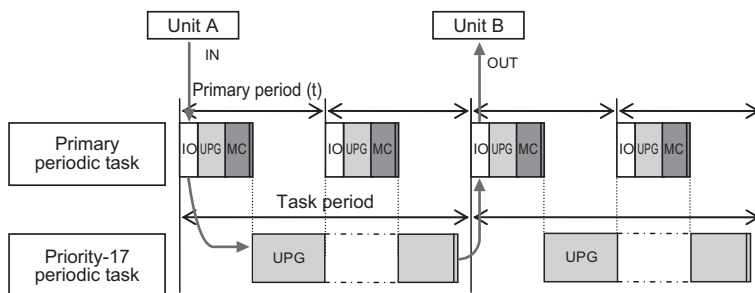 Unit A
Unit B
IN
OUT
Primary period (t)
Primary
periodic task
IO UPG MC
IO UPG MC
IO UPG MC
IO UPG MC
Task period
Priority-17
periodic task
UPG
UPG